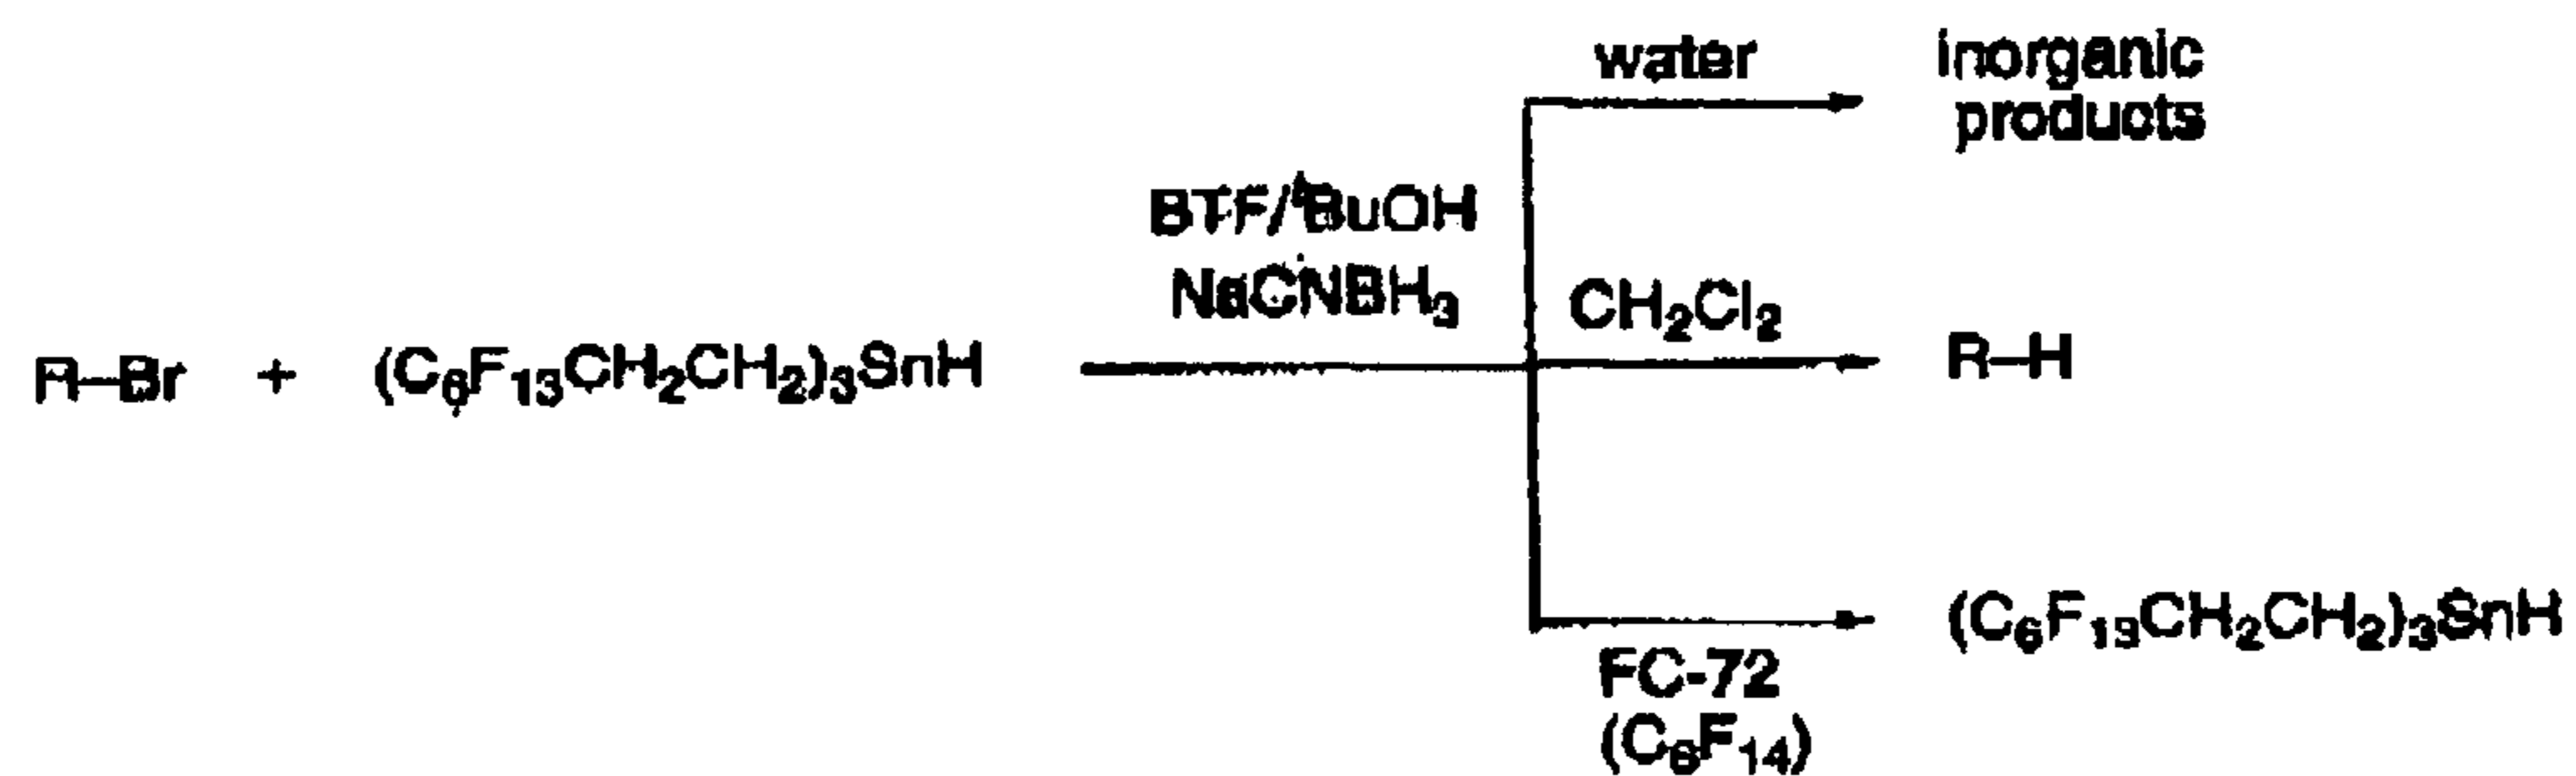 water
inorganic
products
BTF/ᵗBuOH
NaCNBH₃
CH₂Cl₂
R–Br + (C₆F₁₃CH₂CH₂)₃SnH
R–H
(C₆F₁₃CH₂CH₂)₃SnH
FC-72
(C₆F₁₄)